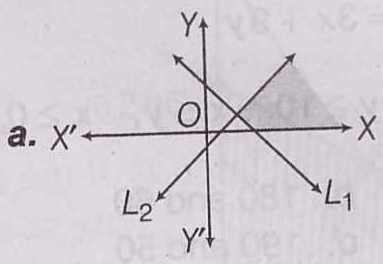 Y
O
a. X′ X
L₂ L₁
Y′